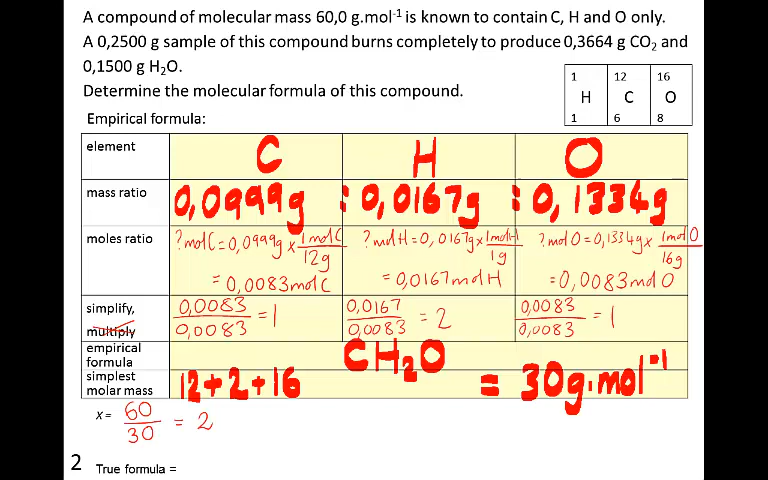 A compound of molecular mass 60,0 g.mol⁻¹ is known to contain C, H and O only.
A 0,2500 g sample of this compound burns completely to produce 0,3664 g CO₂ and
0,1500 g H₂O.
Determine the molecular formula of this compound.
1 12 16
H C O
1 6 8
Empirical formula:
element C H O
mass ratio 0,0999g : 0,0167g : 0,1334g
moles ratio ? mol C = 0,0999g × 1 mol C / 12g ? mol H = 0,0167g × 1 mol H / 1g ? mol O = 0,1334g × 1 mol O / 16g
= 0,0083 mol C = 0,0167 mol H = 0,0083 mol O
simplify, multiply 0,0083 / 0,0083 = 1 0,0167 / 0,0083 = 2 0,0083 / 0,0083 = 1
empirical formula CH₂O
simplest molar mass 12 + 2 + 16 = 30g.mol⁻¹
x = 60 / 30 = 2
2 True formula =